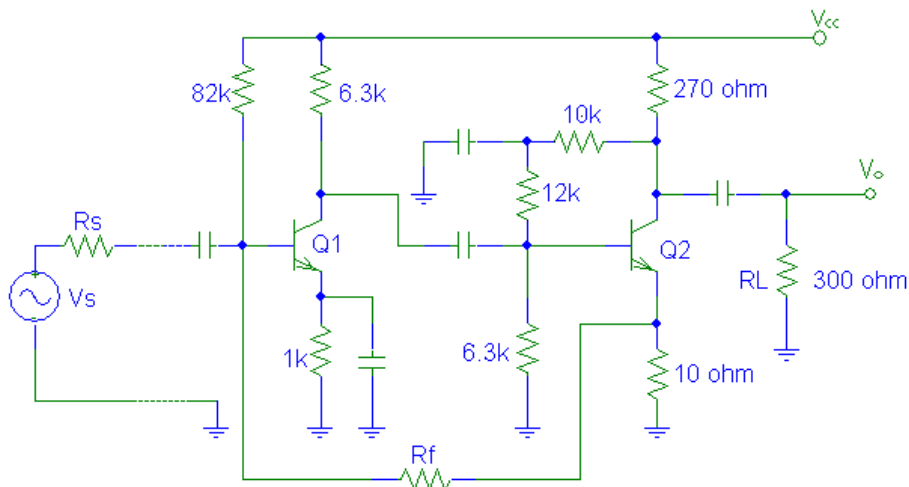 Vcc
82k
6.3k
270 ohm
10k
12k
Vo
Rs
Q1
Q2
Vs
RL
300 ohm
1k
6.3k
10 ohm
Rf